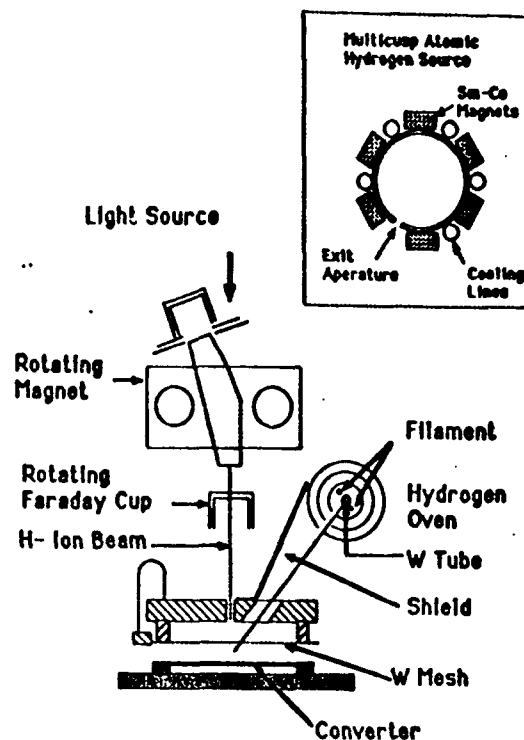 Multicusp Atomic
Hydrogen Source
Sm-Co
Magnets
Exit
Aperature
Cooling
Lines
Light Source
Rotating
Magnet
Filament
Rotating
Faraday Cup
Hydrogen
Oven
H- Ion Beam
W Tube
Shield
W Mesh
Converter